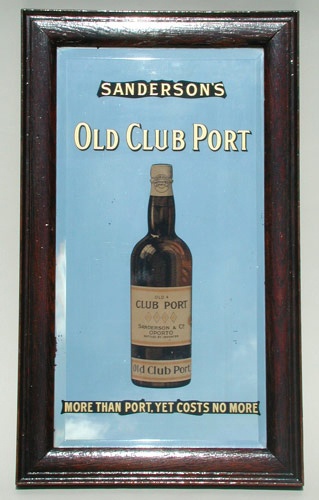 SANDERSON'S
OLD CLUB PORT
OLD
CLUB PORT
SANDERSON & Co
OPORTO
Old Club Port
MORE THAN PORT, YET COSTS NO MORE